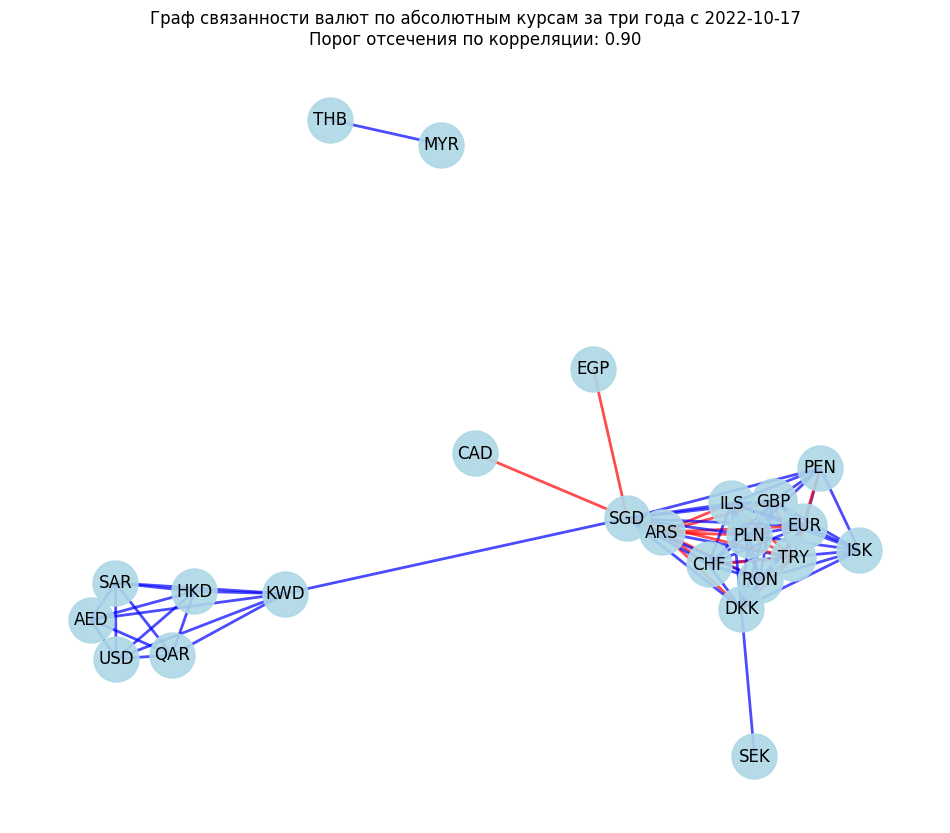 Граф связанности валют по абсолютным курсам за три года с 2022-10-17
Порог отсечения по корреляции: 0.90
THB
MYR
EGP
CAD
PEN
ILS
GBP
SGD
ARS
EUR
PLN
ISK
TRY
CHF
RON
DKK
SAR
HKD
KWD
AED
USD
QAR
SEK